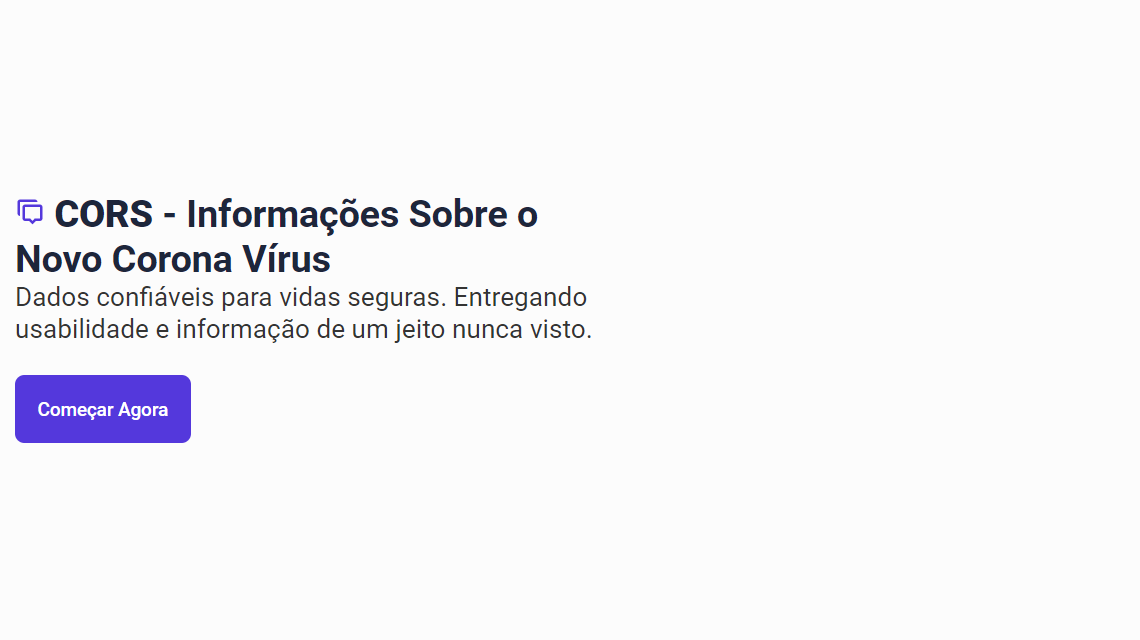 CORS - Informações Sobre o
Novo Corona Vírus
Dados confiáveis para vidas seguras. Entregando
usabilidade e informação de um jeito nunca visto.
Começar Agora